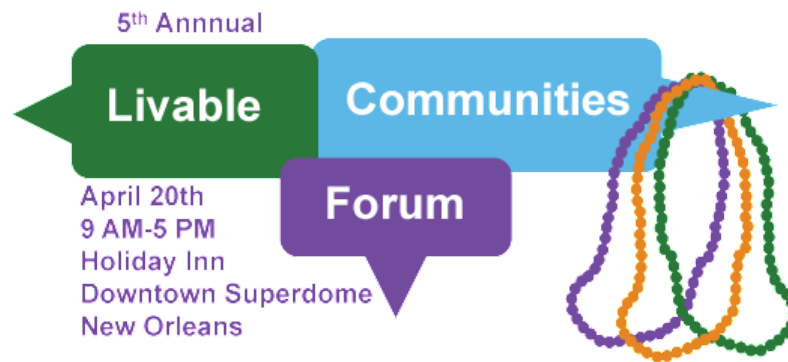 5th Annnual
Livable
Communities
Forum
April 20th
9 AM-5 PM
Holiday Inn
Downtown Superdome
New Orleans